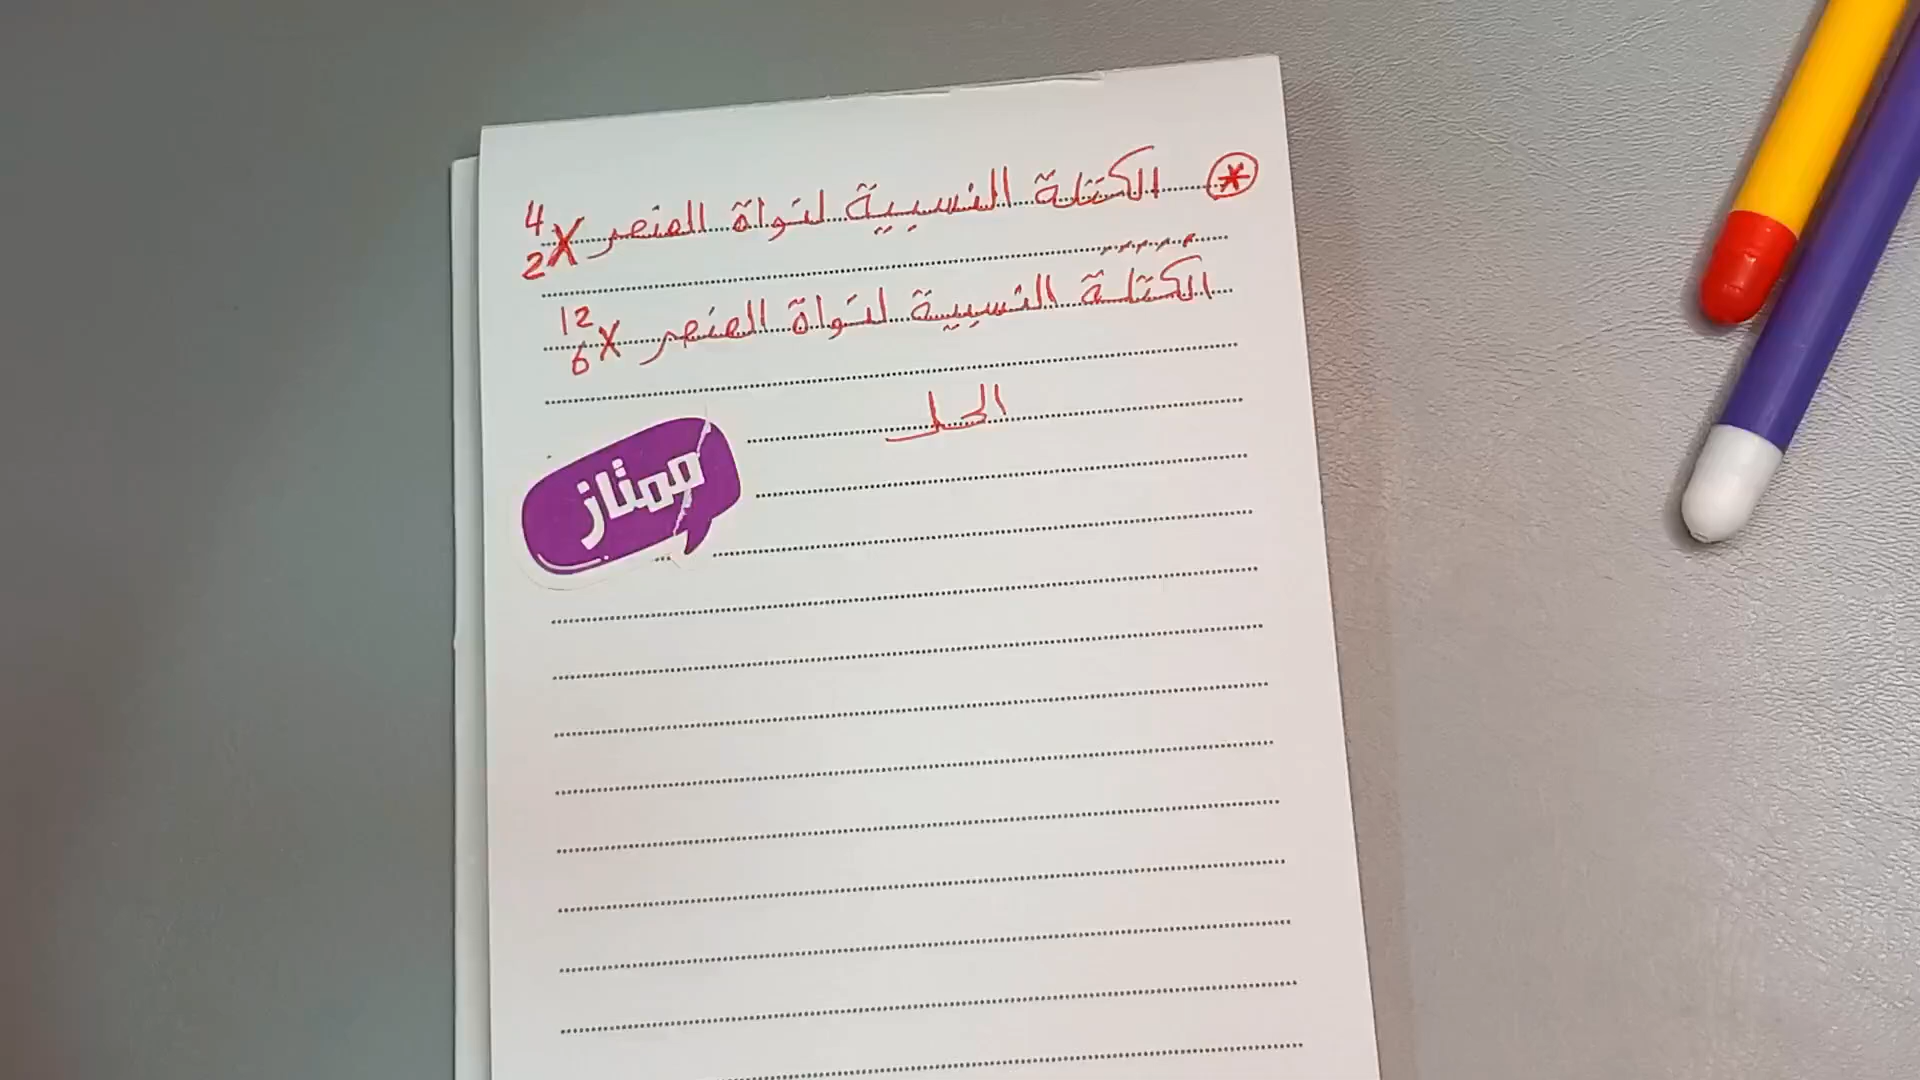 * الكتلة النسبية لنواة العنصر ⁴₂X
..... الكتلة النسبية لنواة العنصر ¹²₆X
الحل
ممتاز